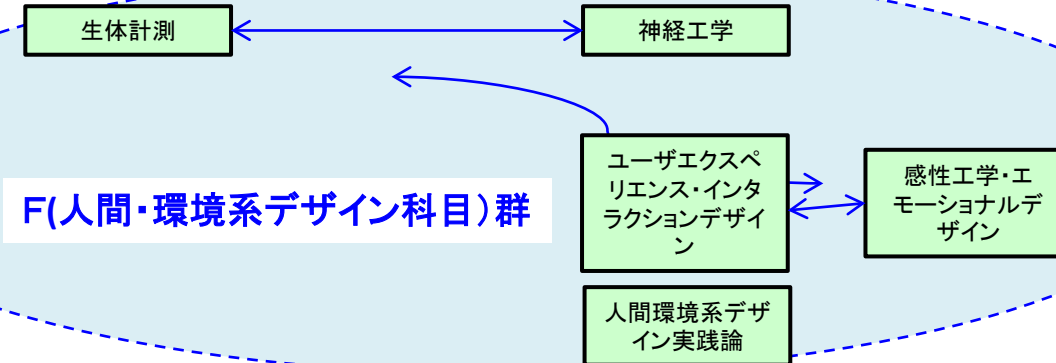 生体計測
神経工学
ユーザエクスペ
リエンス・インタ
ラクションデザイ
ン
感性工学・エ
モーショナルデ
ザイン
F(人間・環境系デザイン科目）群
人間環境系デザ
イン実践論